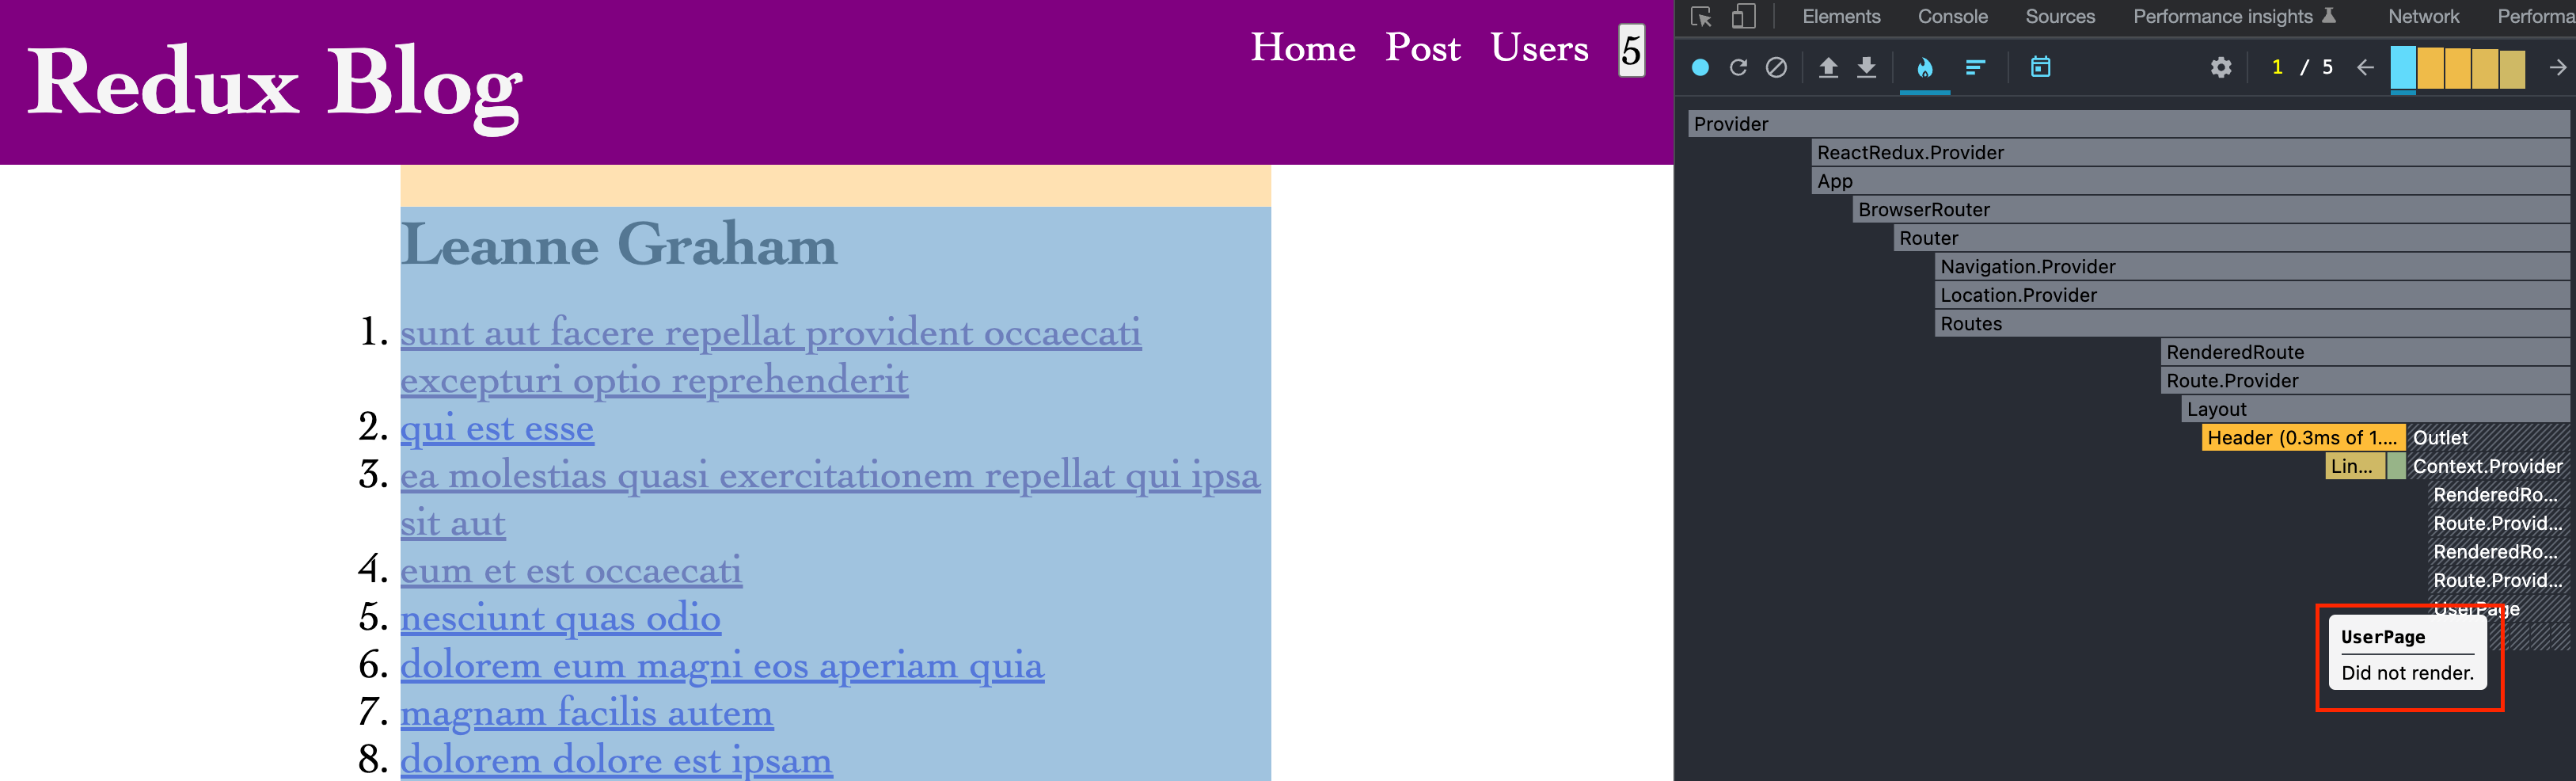 Redux Blog
Home Post Users 5
Leanne Graham
1. sunt aut facere repellat provident occaecati
excepturi optio reprehenderit
2. qui est esse
3. ea molestias quasi exercitationem repellat qui ipsa
sit aut
4. eum et est occaecati
5. nesciunt quas odio
6. dolorem eum magni eos aperiam quia
7. magnam facilis autem
8. dolorem dolore est ipsam
Elements Console Sources Performance insights Network Performa
1 / 5
Provider
ReactRedux.Provider
App
BrowserRouter
Router
Navigation.Provider
Location.Provider
Routes
RenderedRoute
Route.Provider
Layout
Header (0.3ms of 1.... Outlet
Lin... Context.Provider
RenderedRo...
Route.Provid...
RenderedRo...
Route.Provid...
UserPage
UserPage
Did not render.